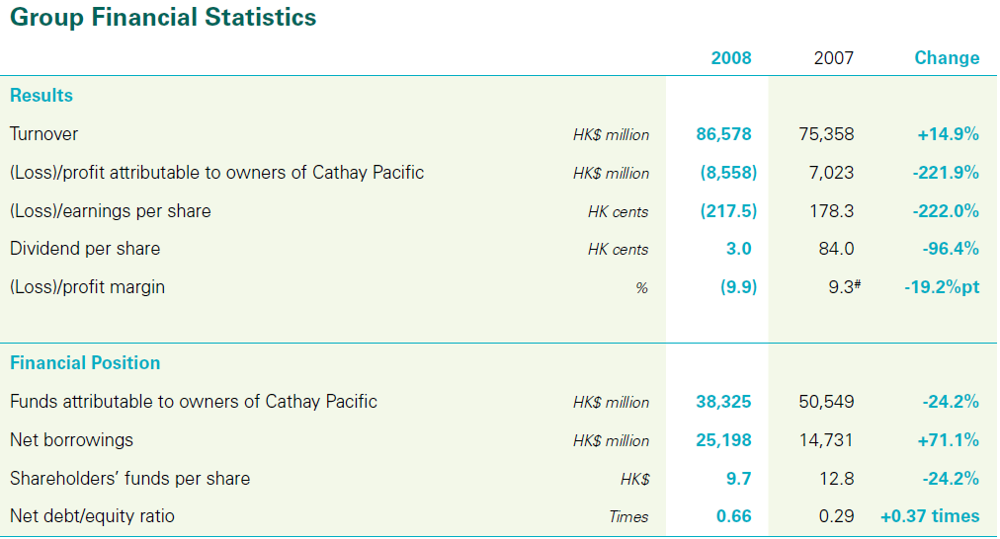 Group Financial Statistics
2008 2007 Change
Results
Turnover HK$ million 86,578 75,358 +14.9%
(Loss)/profit attributable to owners of Cathay Pacific HK$ million (8,558) 7,023 -221.9%
(Loss)/earnings per share HK cents (217.5) 178.3 -222.0%
Dividend per share HK cents 3.0 84.0 -96.4%
(Loss)/profit margin % (9.9) 9.3# -19.2%pt
Financial Position
Funds attributable to owners of Cathay Pacific HK$ million 38,325 50,549 -24.2%
Net borrowings HK$ million 25,198 14,731 +71.1%
Shareholders’ funds per share HK$ 9.7 12.8 -24.2%
Net debt/equity ratio Times 0.66 0.29 +0.37 times